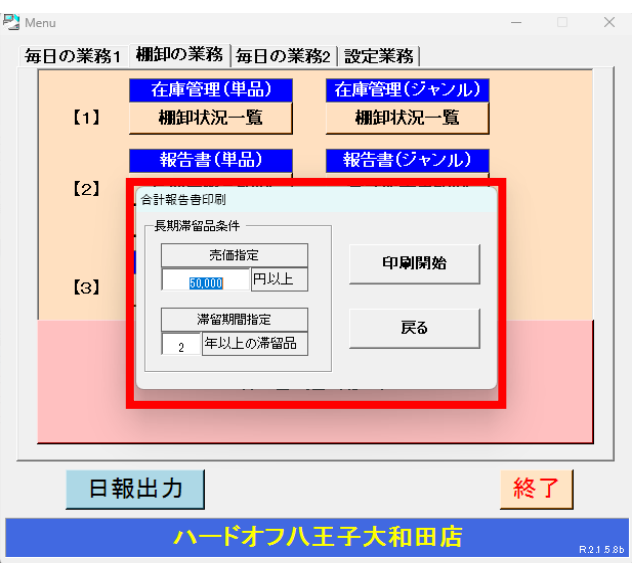 Menu
毎日の業務1 棚卸の業務 毎日の業務2 設定業務
在庫管理(単品) 在庫管理(ジャンル)
【1】 棚卸状況一覧 棚卸状況一覧
報告書(単品) 報告書(ジャンル)
【2】
合計報告書印刷
長期滞留品条件
売価指定
50,000 円以上
印刷開始
【3】
滞留期間指定
2 年以上の滞留品
戻る
日報出力 終了
ハードオフ八王子大和田店
R.2.1.5.8b